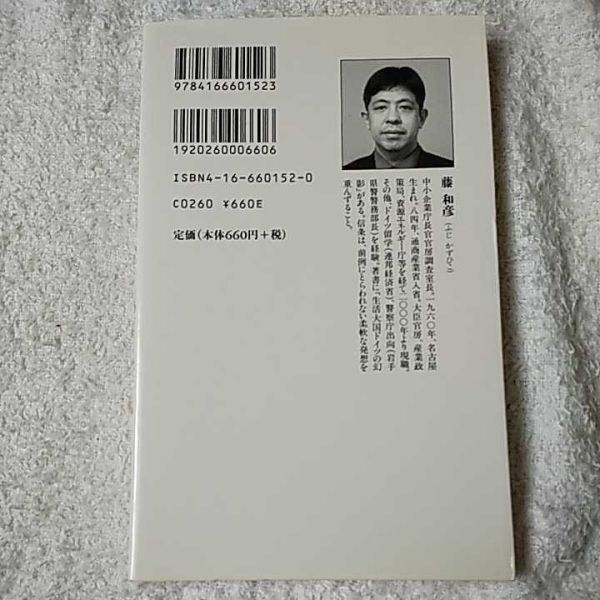 9784166601523
1920260006606
ISBN4-16-660152-0
C0260 ¥660E
定価(本体660円+税)
藤 和彦(ふじ かずひこ)
中小企業庁長官官房調査室長。一九六〇年、名古屋
生まれ。八四年、通商産業省入省。大臣官房、産業政
策局、資源エネルギー庁等を経て二〇〇〇年より現職。
その他、ドイツ留学(連邦経済省)、警察庁出向(岩手
県警警務部長)を経験。著書に、『生活大国ドイツの幻
影』がある。信条は、前例にとらわれない柔軟な発想を
重んずること。